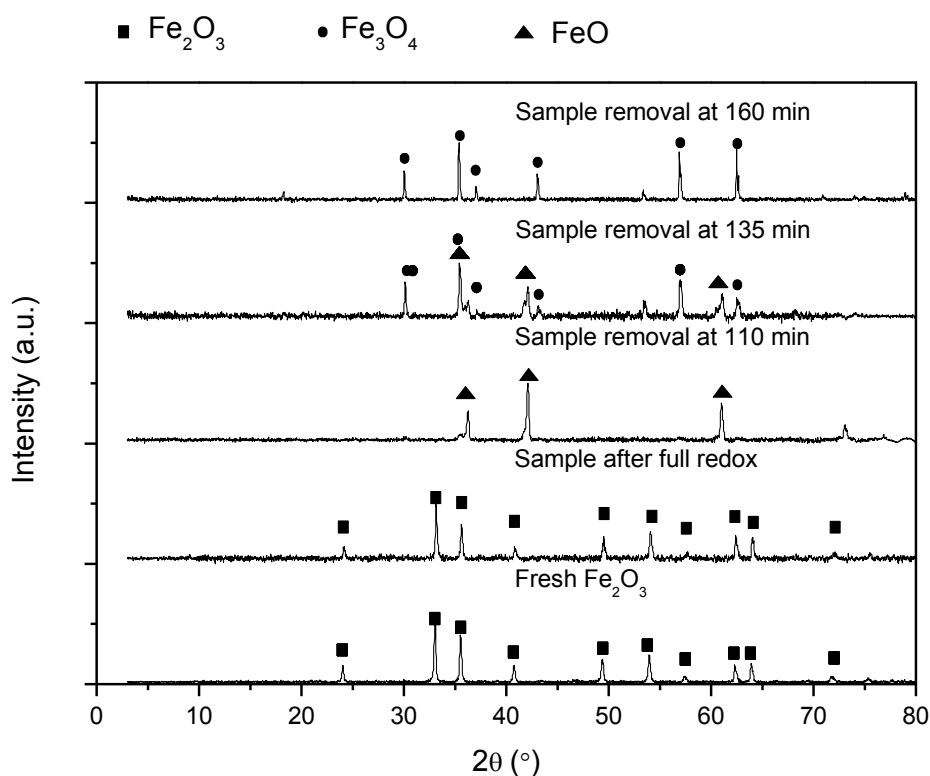 ■ Fe₂O₃ ● Fe₃O₄ ▲ FeO
Sample removal at 160 min
Sample removal at 135 min
Sample removal at 110 min
Sample after full redox
Fresh Fe₂O₃
Intensity (a.u.)
0 10 20 30 40 50 60 70 80
2θ (°)